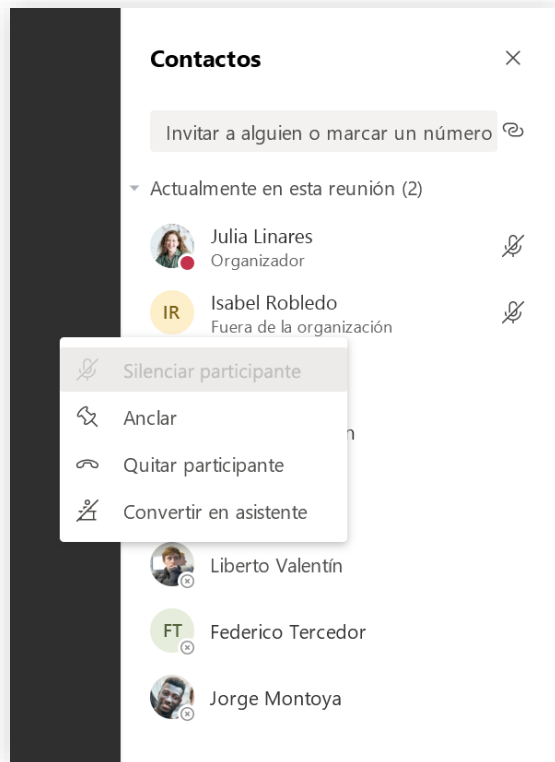 Contactos
Invitar a alguien o marcar un número
Actualmente en esta reunión (2)
Julia Linares
Organizador
IR
Isabel Robledo
Fuera de la organización
Silenciar participante
Anclar
Quitar participante
Convertir en asistente
Liberto Valentín
FT
Federico Tercedor
Jorge Montoya